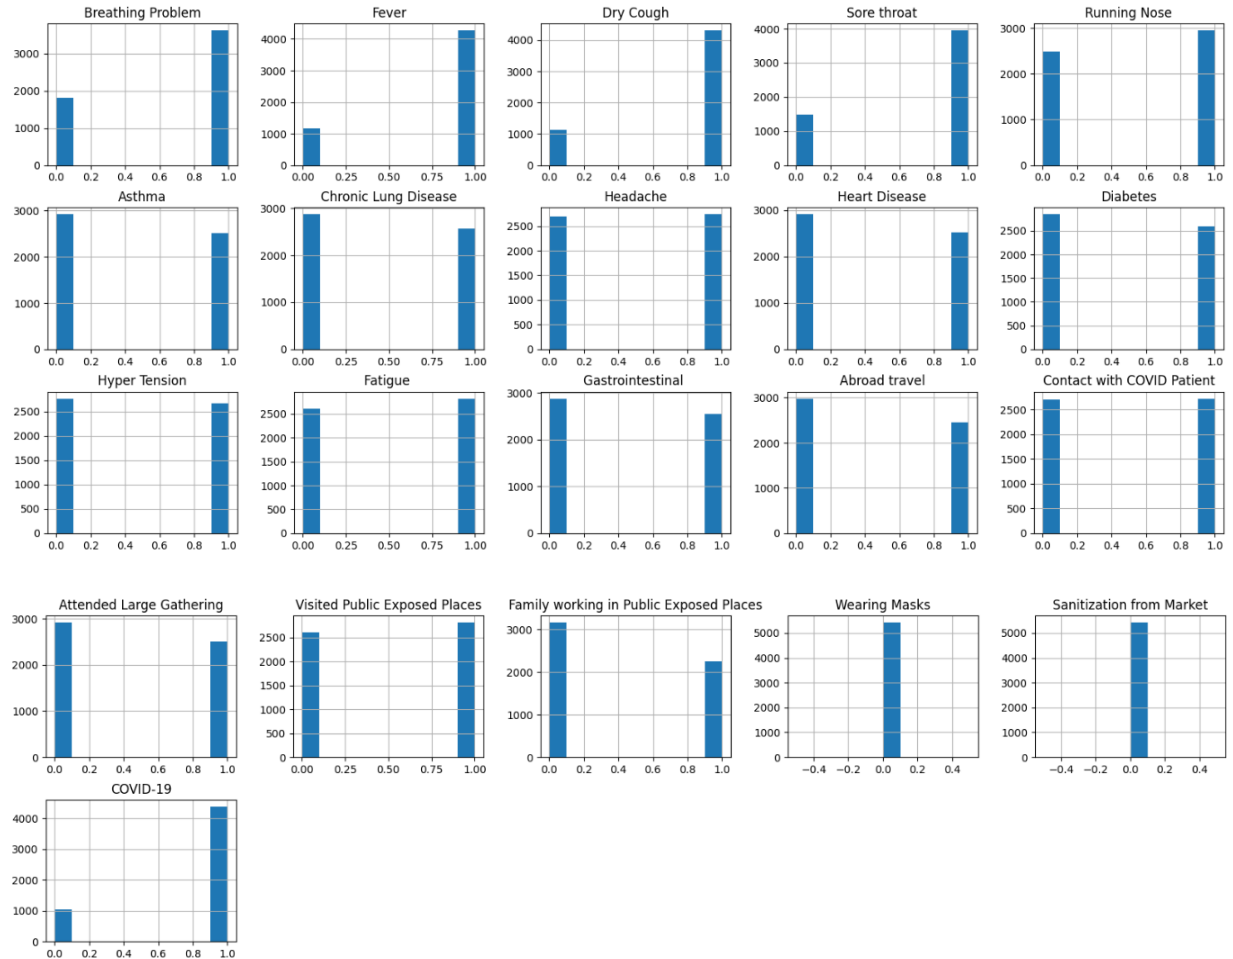 Breathing Problem
3000
2000
1000
0
0.0 0.2 0.4 0.6 0.8 1.0
Fever
4000
3000
2000
1000
0
0.00 0.25 0.50 0.75 1.00
Dry Cough
4000
3000
2000
1000
0
0.0 0.2 0.4 0.6 0.8 1.0
Sore throat
4000
3000
2000
1000
0
0.0 0.2 0.4 0.6 0.8 1.0
Running Nose
3000
2000
1000
0
0.0 0.2 0.4 0.6 0.8 1.0
Asthma
3000
2000
1000
0
0.0 0.2 0.4 0.6 0.8 1.0
Chronic Lung Disease
3000
2000
1000
0
0.00 0.25 0.50 0.75 1.00
Headache
2500
2000
1500
1000
500
0
0.0 0.2 0.4 0.6 0.8 1.0
Heart Disease
3000
2000
1000
0
0.0 0.2 0.4 0.6 0.8 1.0
Diabetes
2500
2000
1500
1000
500
0
0.0 0.2 0.4 0.6 0.8 1.0
Hyper Tension
2500
2000
1500
1000
500
0
0.0 0.2 0.4 0.6 0.8 1.0
Fatigue
2500
2000
1500
1000
500
0
0.00 0.25 0.50 0.75 1.00
Gastrointestinal
3000
2000
1000
0
0.0 0.2 0.4 0.6 0.8 1.0
Abroad travel
3000
2000
1000
0
0.0 0.2 0.4 0.6 0.8 1.0
Contact with COVID Patient
2500
2000
1500
1000
500
0
0.0 0.2 0.4 0.6 0.8 1.0
Attended Large Gathering
3000
2000
1000
0
0.0 0.2 0.4 0.6 0.8 1.0
Visited Public Exposed Places
2500
2000
1500
1000
500
0
0.00 0.25 0.50 0.75 1.00
Family working in Public Exposed Places
3000
2000
1000
0
0.0 0.2 0.4 0.6 0.8 1.0
Wearing Masks
5000
4000
3000
2000
1000
0
−0.4 −0.2 0.0 0.2 0.4
Sanitization from Market
5000
4000
3000
2000
1000
0
−0.4 −0.2 0.0 0.2 0.4
COVID-19
4000
3000
2000
1000
0
0.0 0.2 0.4 0.6 0.8 1.0